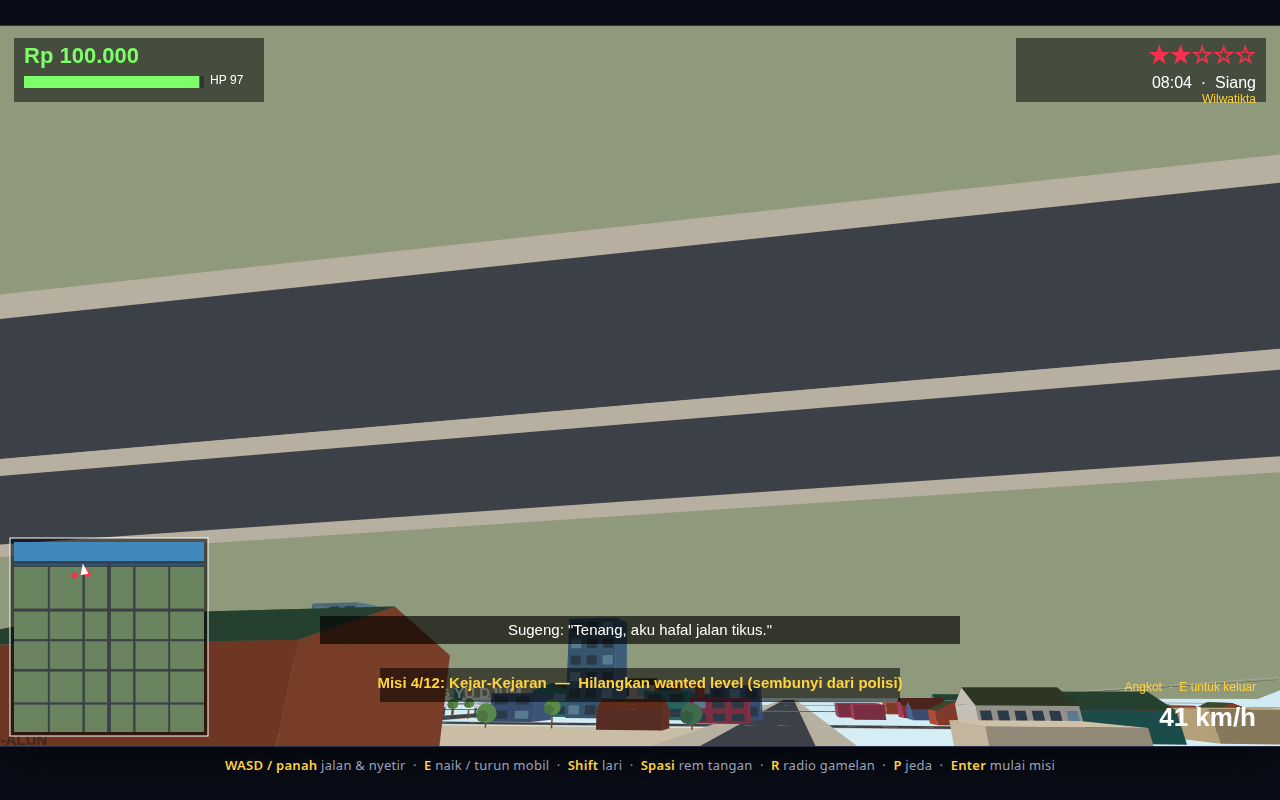 Rp 100.000
HP 97
★★☆☆☆
08:04 · Siang
Wilwatikta
Sugeng: "Tenang, aku hafal jalan tikus."
Misi 4/12: Kejar-Kejaran — Hilangkan wanted level (sembunyi dari polisi)
Angkot · E untuk keluar
41 km/h
-ALUN
WASD / panah jalan & nyetir · E naik / turun mobil · Shift lari · Spasi rem tangan · R radio gamelan · P jeda · Enter mulai misi